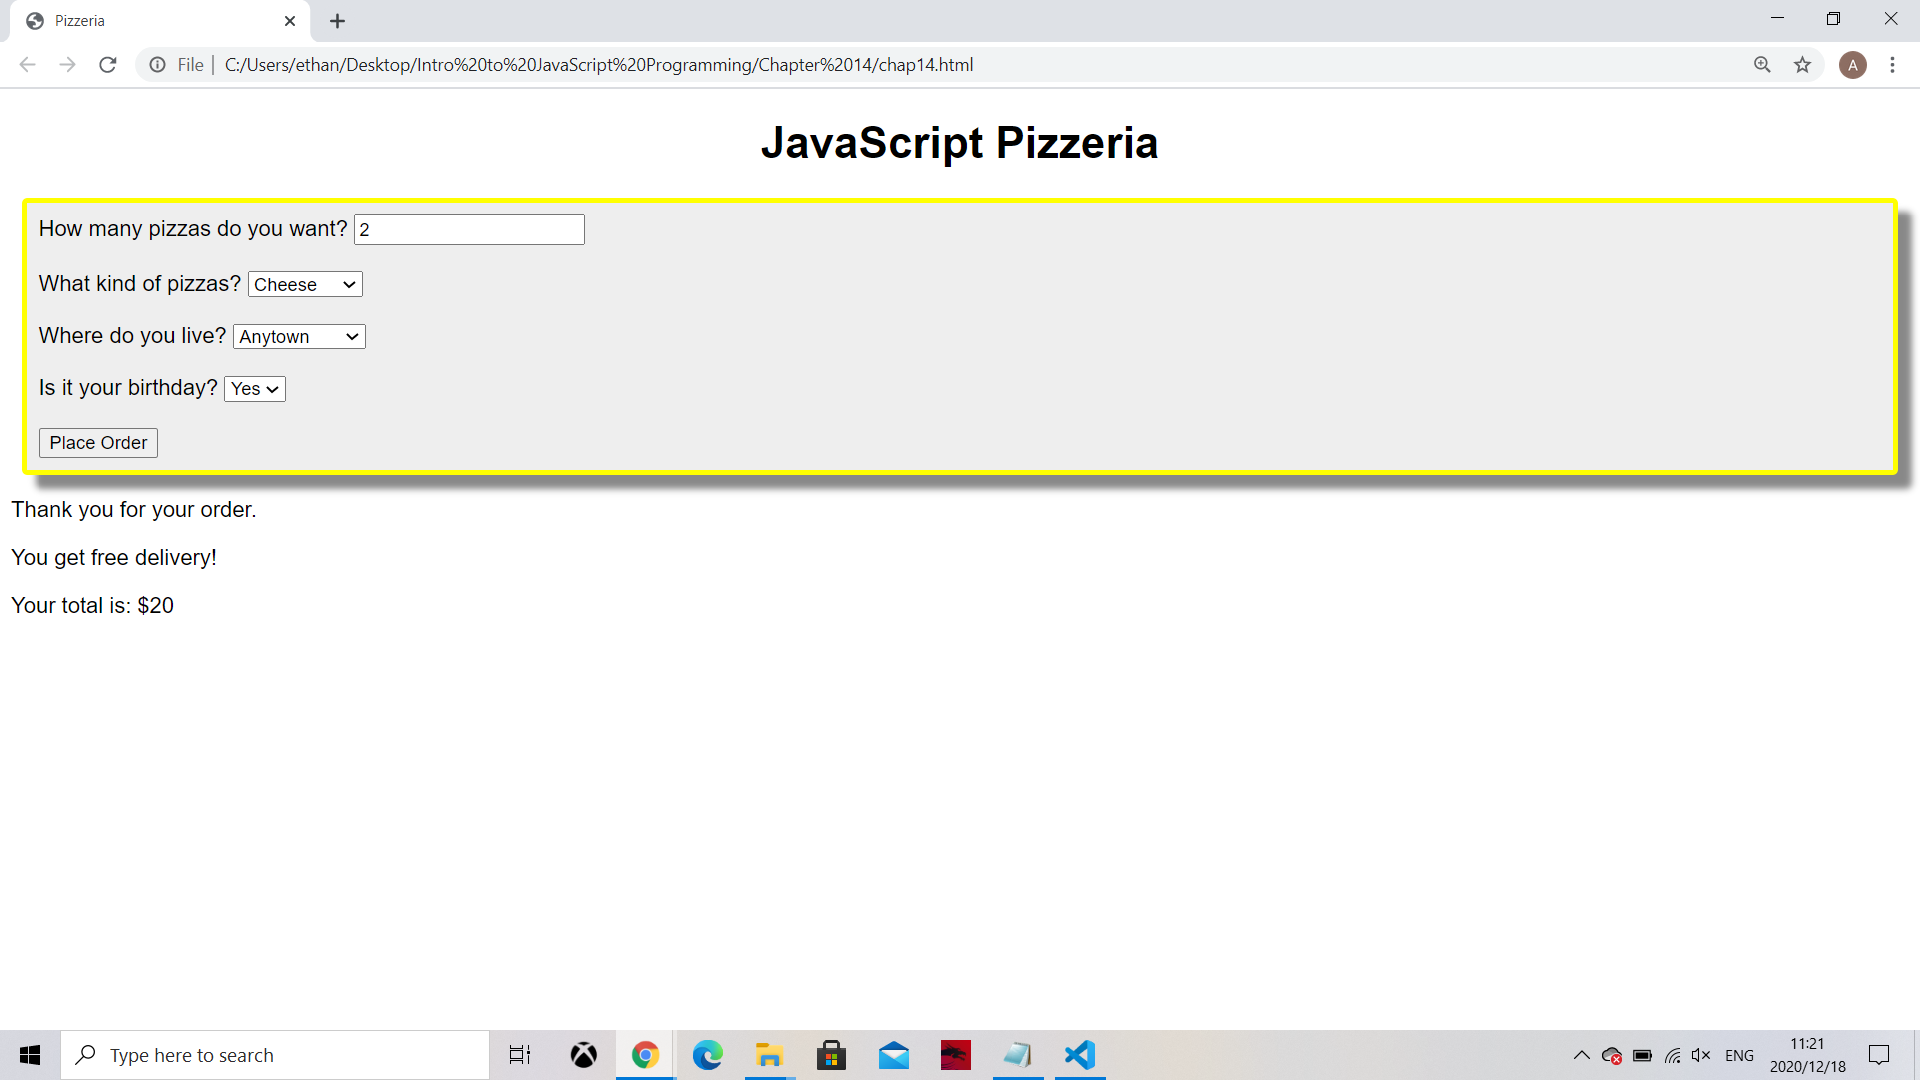 Pizzeria
File | C:/Users/ethan/Desktop/Intro%20to%20JavaScript%20Programming/Chapter%2014/chap14.html
A
JavaScript Pizzeria
How many pizzas do you want? 2
What kind of pizzas? Cheese
Where do you live? Anytown
Is it your birthday? Yes
Place Order
Thank you for your order.
You get free delivery!
Your total is: $20
Type here to search
ENG
11:21
2020/12/18